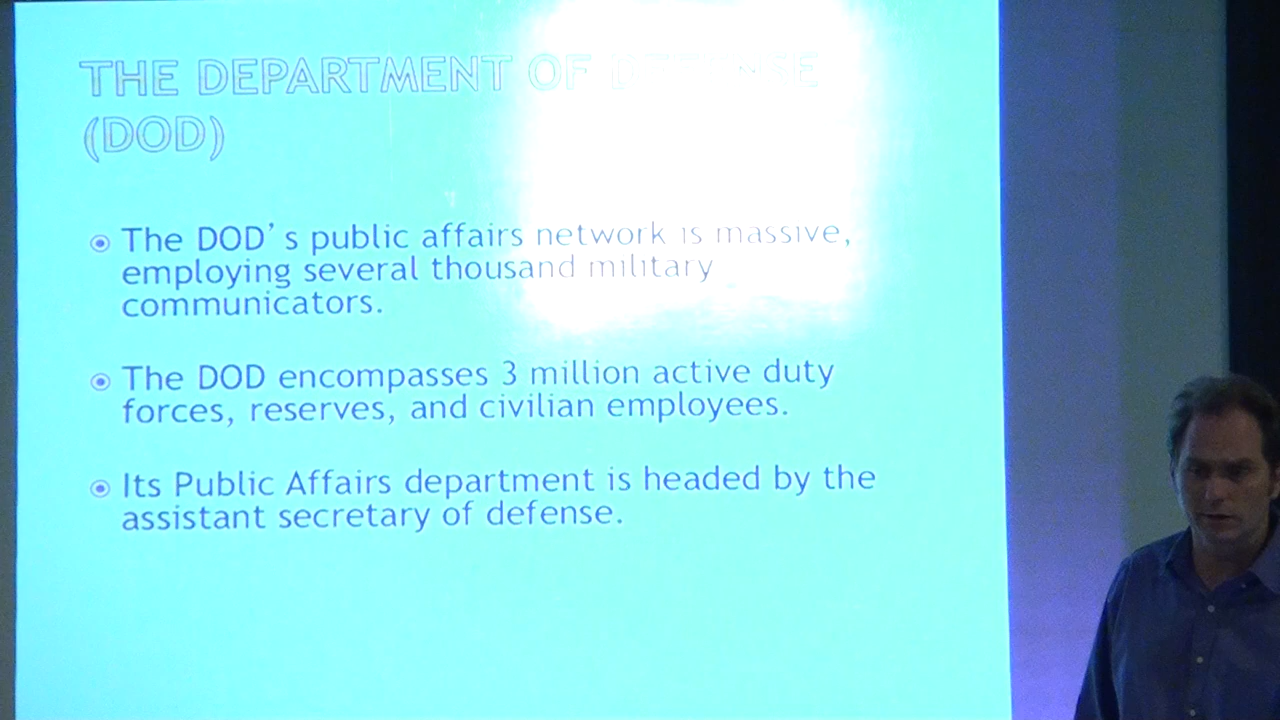 THE DEPARTMENT OF DEFENSE
(DOD)
The DOD's public affairs network is massive,
employing several thousand military
communicators.
The DOD encompasses 3 million active duty
forces, reserves, and civilian employees.
Its Public Affairs department is headed by the
assistant secretary of defense.